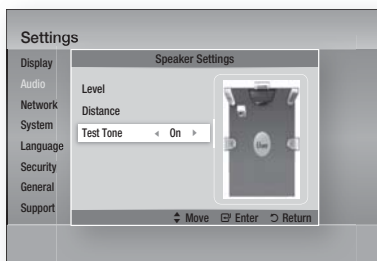 Settings
Speaker Settings
Display
Audio
Network
System
Language
Security
General
Support
Level
Distance
Test Tone On
Move Enter Return